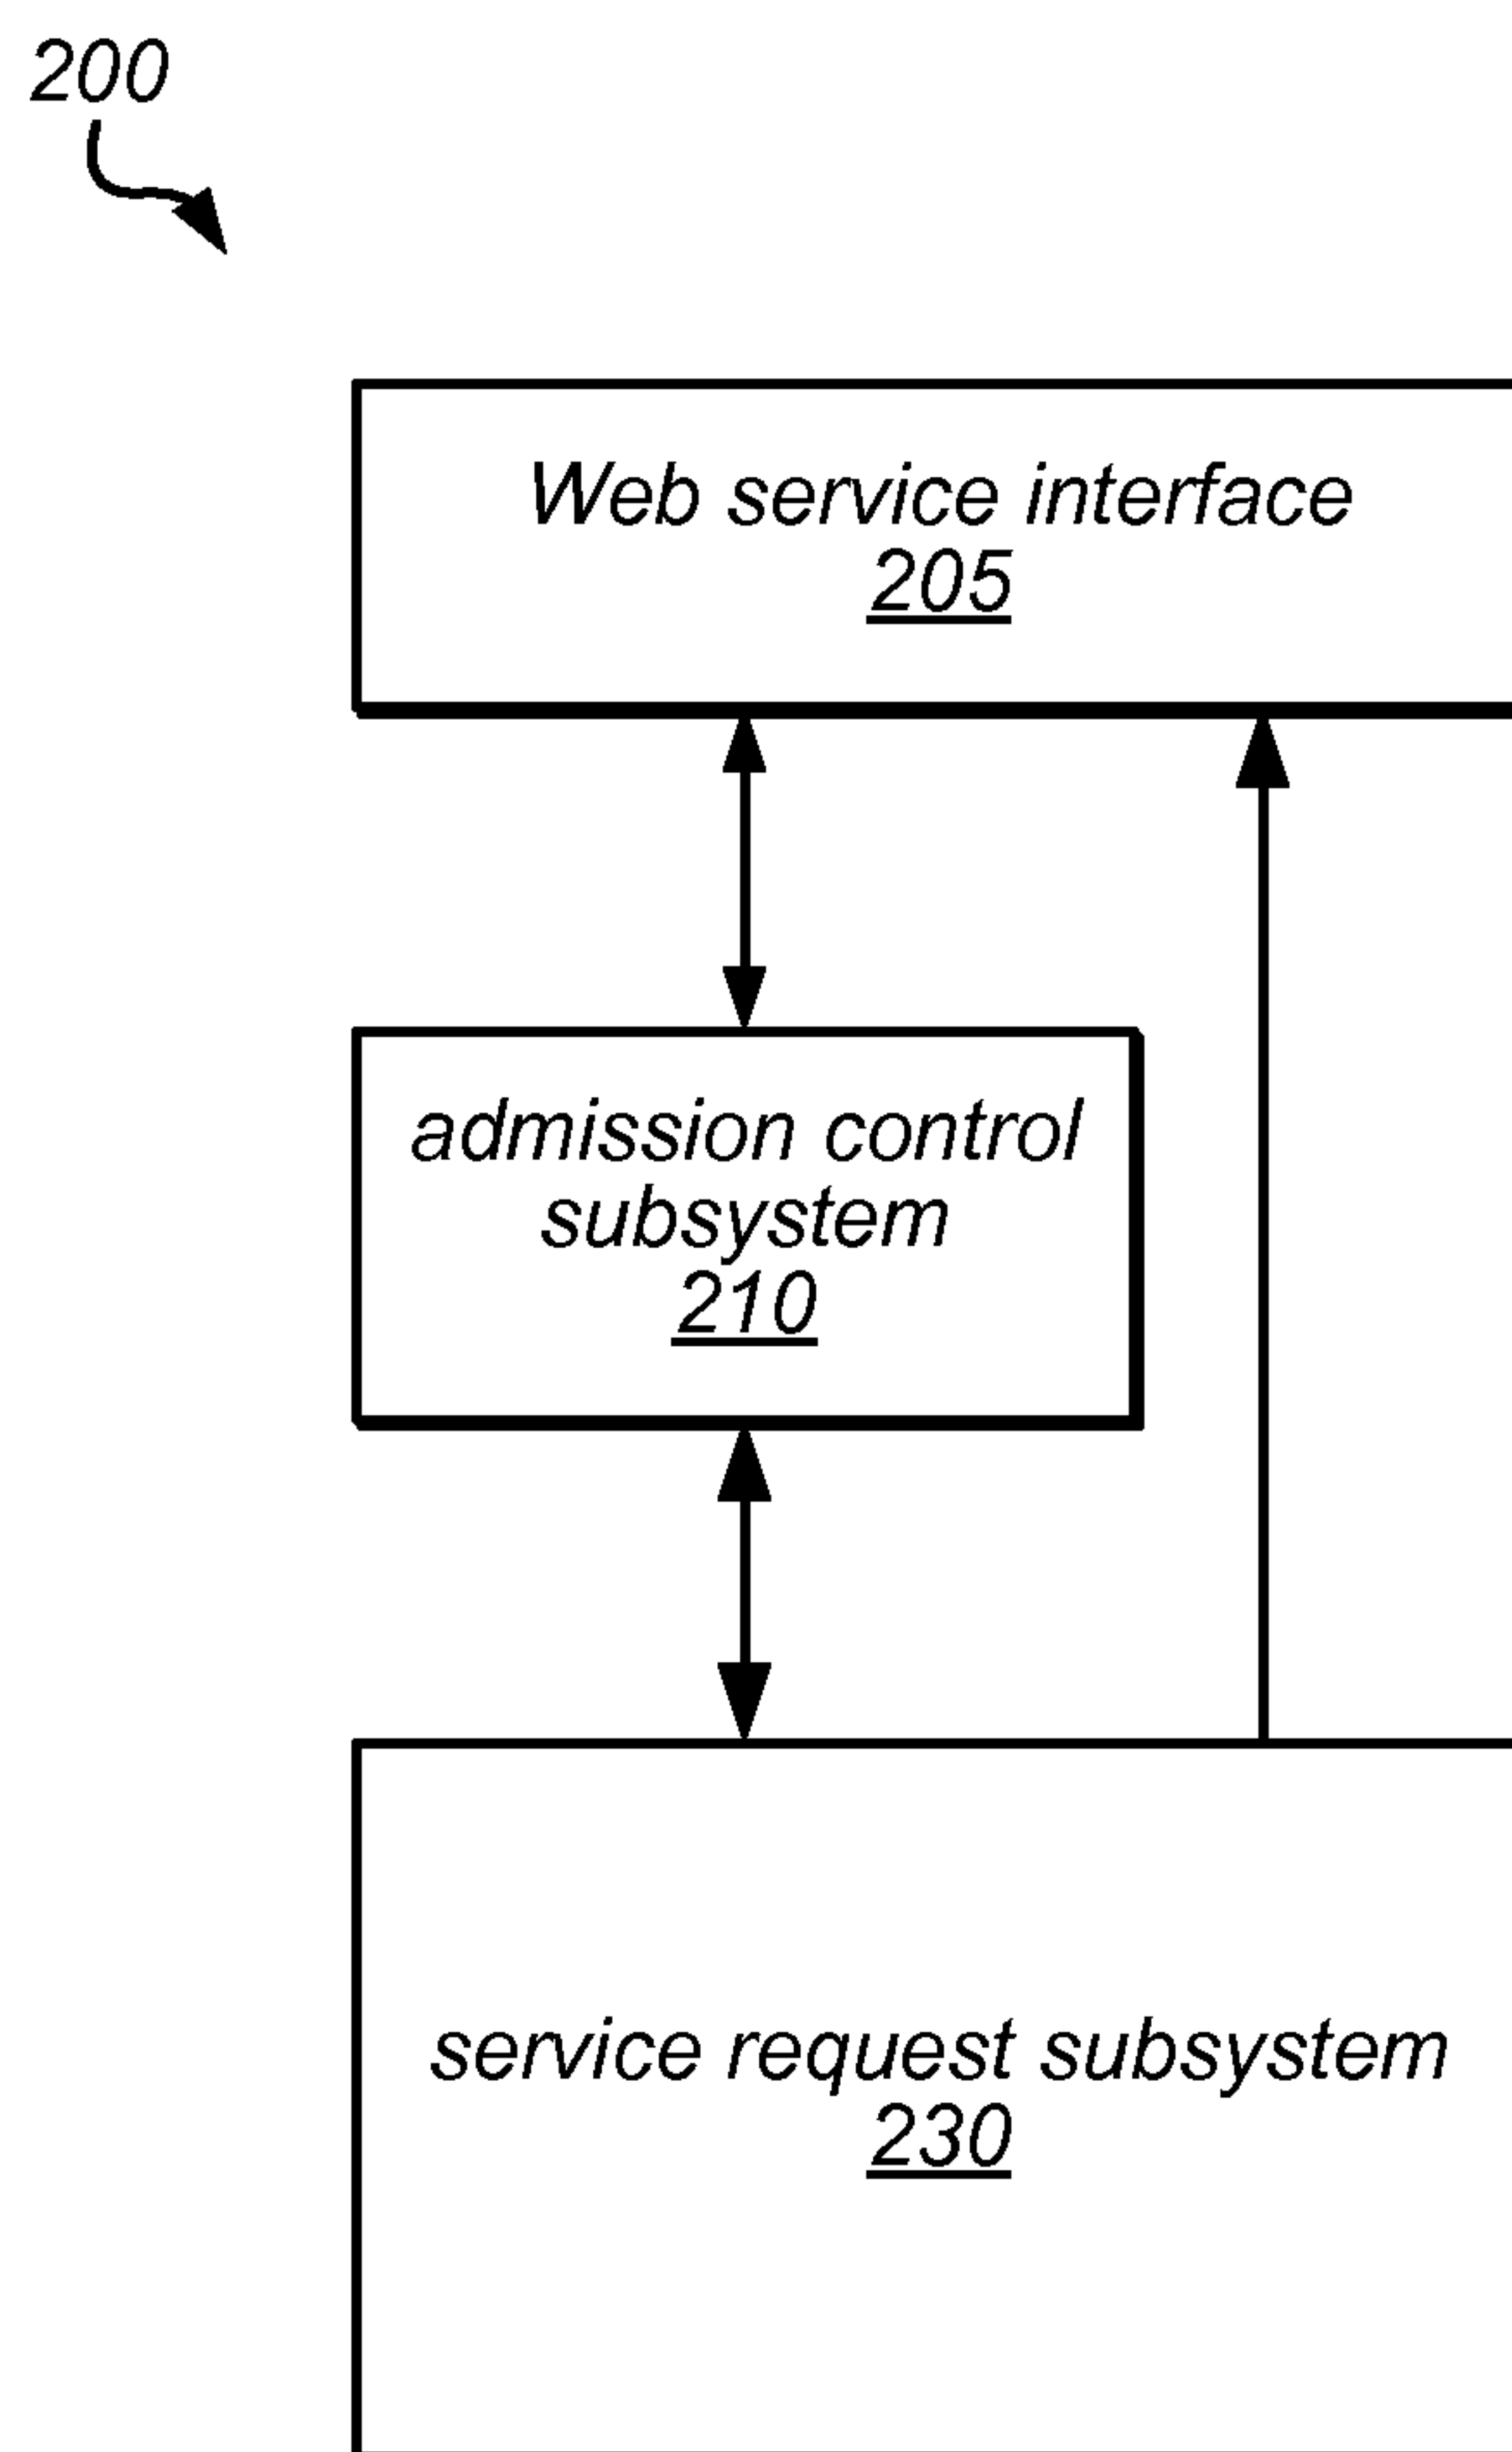 200
Web service interface
205
admission control
subsystem
210
service request subsystem
230